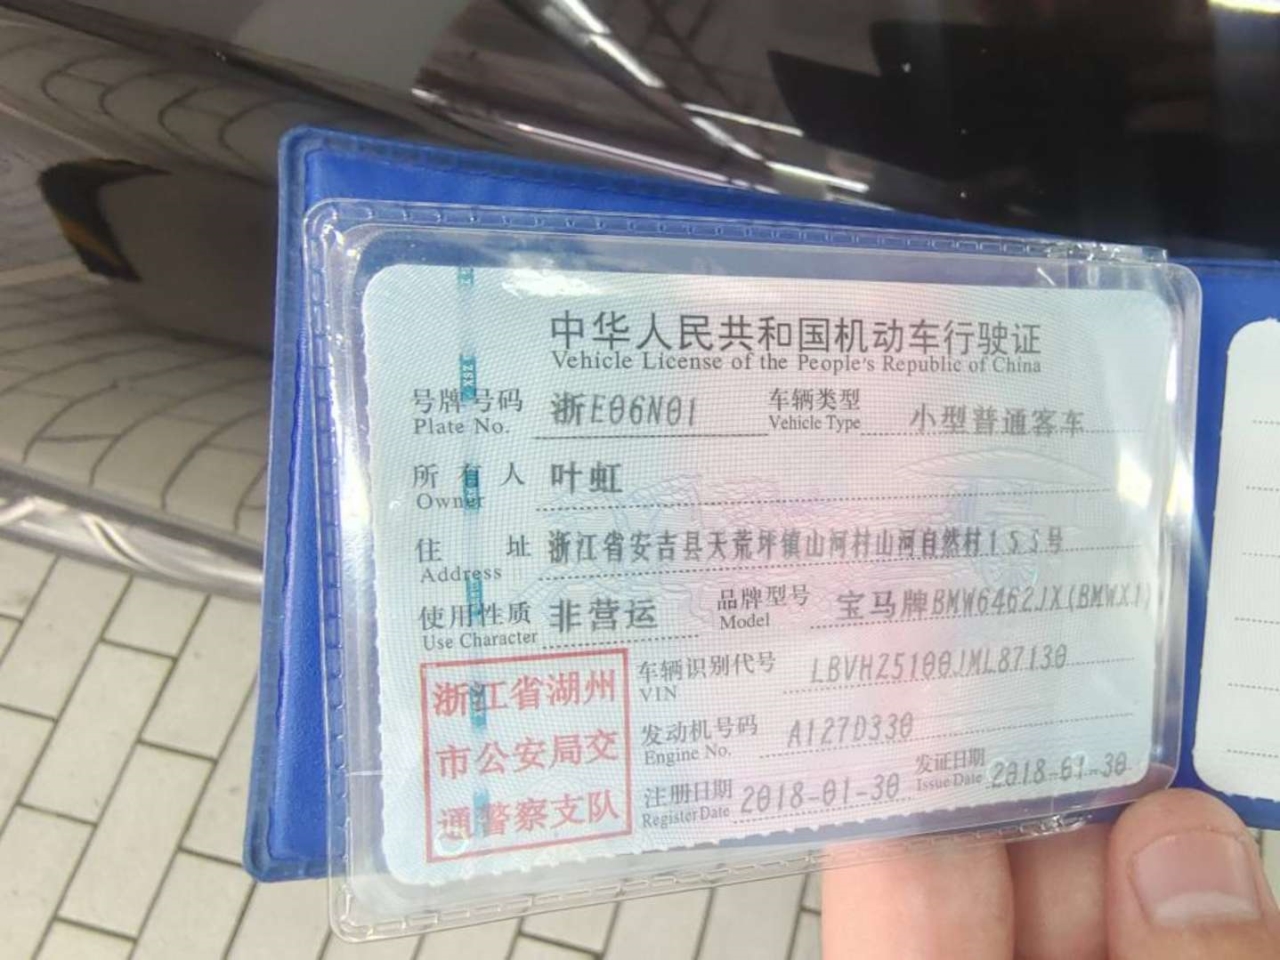 中华人民共和国机动车行驶证
Vehicle License of the People's Republic of China
号牌号码 浙E06N01 车辆类型 小型普通客车
Plate No. Vehicle Type
所有人 叶虹
Owner
住址 浙江省安吉县天荒坪镇山河村山河自然村155号
Address
使用性质 非营运 品牌型号 宝马牌BMW6462JX(BMWX1)
Use Character Model
浙江省湖州
市公安局交
通警察支队
车辆识别代号 LBVHZ5100JML87130
VIN
发动机号码 A127D330
Engine No.
注册日期 2018-01-30 发证日期 2018-01-30
Register Date Issue Date
XSZ